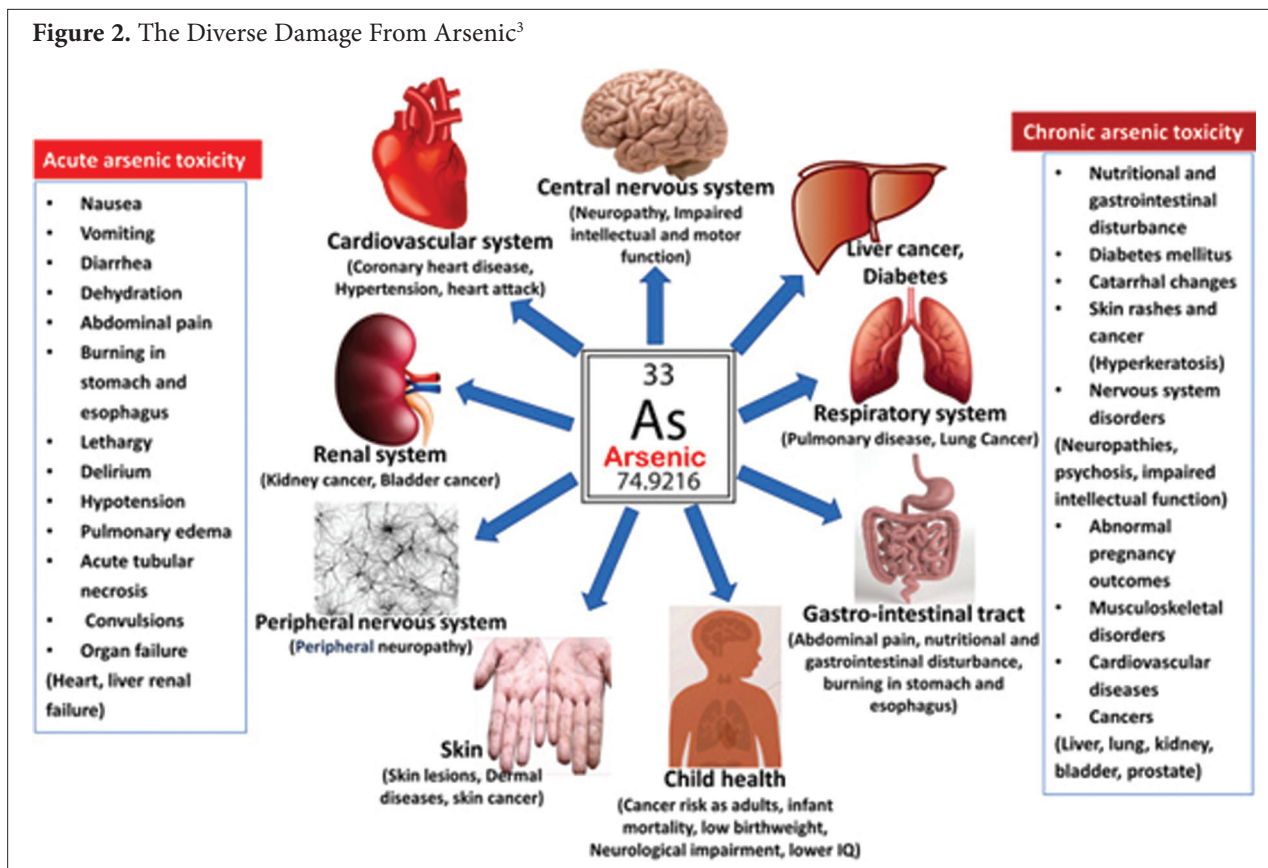 Figure 2. The Diverse Damage From Arsenic³
Acute arsenic toxicity
• Nausea
• Vomiting
• Diarrhea
• Dehydration
• Abdominal pain
• Burning in
stomach and
esophagus
• Lethargy
• Delirium
• Hypotension
• Pulmonary edema
• Acute tubular
necrosis
• Convulsions
• Organ failure
(Heart, liver renal
failure)
Cardiovascular system
(Coronary heart disease,
Hypertension, heart attack)
Central nervous system
(Neuropathy, Impaired
intellectual and motor
function)
Liver cancer,
Diabetes
Renal system
(Kidney cancer, Bladder cancer)
33
As
Arsenic
74.9216
Respiratory system
(Pulmonary disease, Lung Cancer)
Peripheral nervous system
(Peripheral neuropathy)
Gastro-intestinal tract
(Abdominal pain, nutritional and
gastrointestinal disturbance,
burning in stomach and
esophagus)
Skin
(Skin lesions, Dermal
diseases, skin cancer)
Child health
(Cancer risk as adults, infant
mortality, low birthweight,
Neurological impairment, lower IQ)
Chronic arsenic toxicity
• Nutritional and
gastrointestinal
disturbance
• Diabetes mellitus
• Catarrhal changes
• Skin rashes and
cancer
(Hyperkeratosis)
• Nervous system
disorders
(Neuropathies,
psychosis, impaired
intellectual function)
• Abnormal
pregnancy
outcomes
• Musculoskeletal
disorders
• Cardiovascular
diseases
• Cancers
(Liver, lung, kidney,
bladder, prostate)